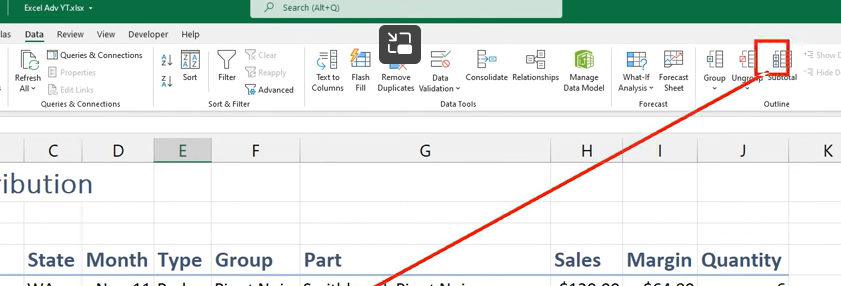 Excel Adv YT.xlsx
Search (Alt+Q)
las Data Review View Developer Help
Queries & Connections
Properties
Edit Links
Refresh
All
Queries & Connections
Sort
Filter
Clear
Reapply
Advanced
Sort & Filter
Text to
Columns
Flash
Fill
Remove
Duplicates
Data
Validation
Consolidate
Relationships
Manage
Data Model
Data Tools
What-If
Analysis
Forecast
Sheet
Forecast
Group
Ungroup
Subtotal
Show D
Hide D
Outline
C D E F G H I J K
ribution
State Month Type Group Part Sales Margin Quantity